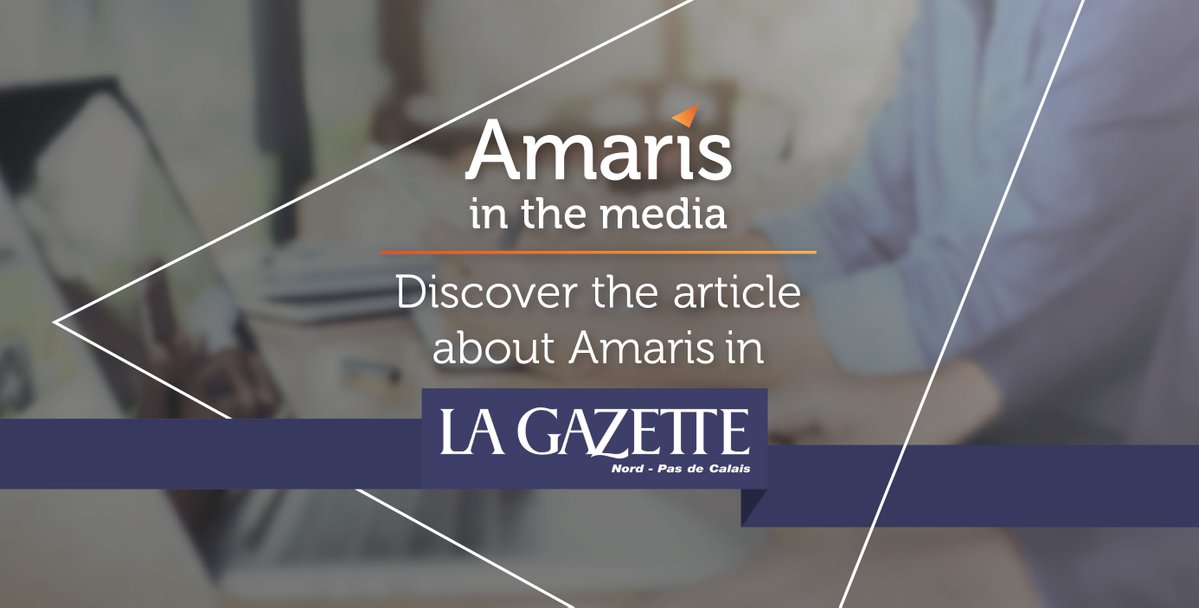 Amaris
in the media
Discover the article
about Amaris in
LA GAZETTE
Nord - Pas de Calais